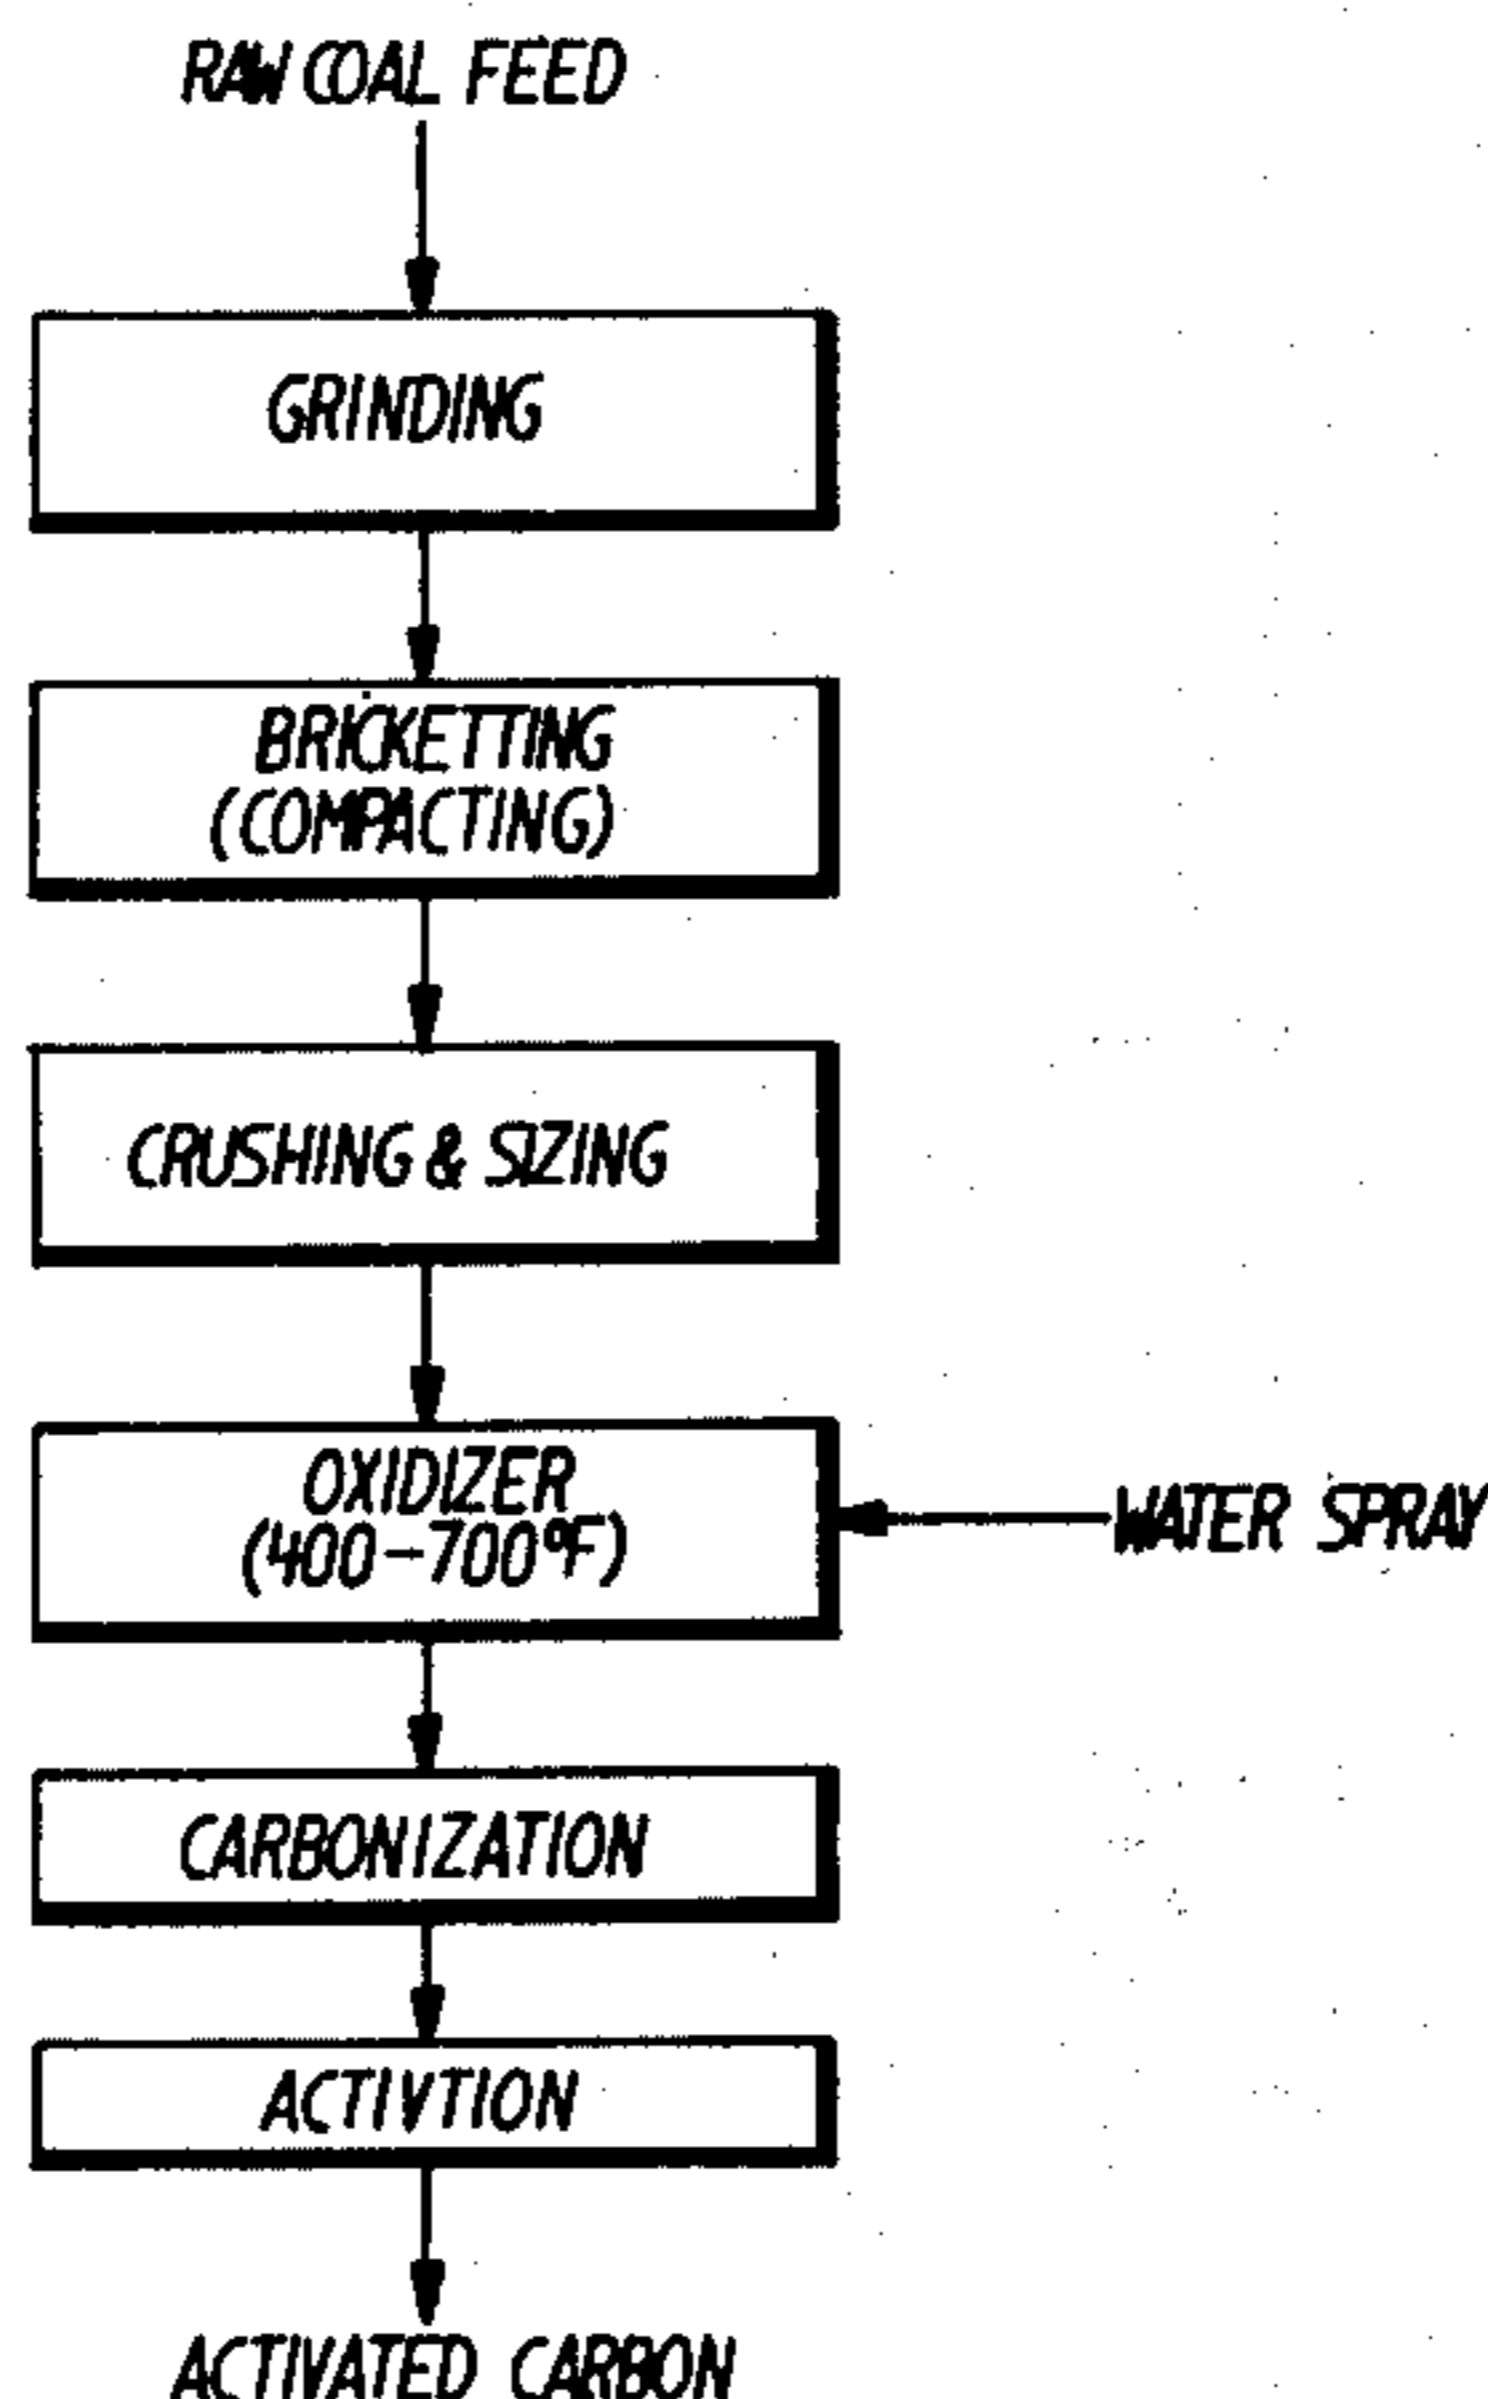 RAW COAL FEED
GRINDING
BRICKETTING
(COMPACTING)
CRUSHING & SIZING
OXIDIZER
(400-700°F)
WATER SPRAY
CARBONIZATION
ACTIVTION
ACTIVATED CARBON